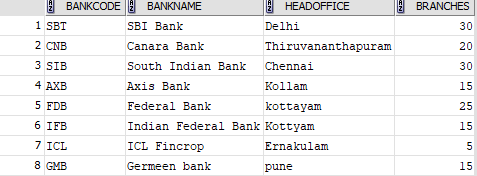 BANKCODE BANKNAME HEADOFFICE BRANCHES
1 SBT SBI Bank Delhi 30
2 CNB Canara Bank Thiruvananthapuram 20
3 SIB South Indian Bank Chennai 30
4 AXB Axis Bank Kollam 15
5 FDB Federal Bank kottayam 25
6 IFB Indian Federal Bank Kottyam 15
7 ICL ICL Fincrop Ernakulam 5
8 GMB Germeen bank pune 15